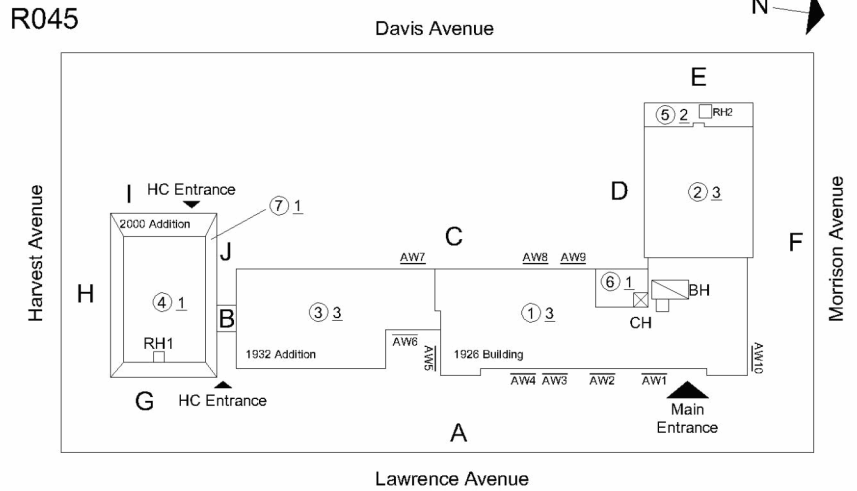 R045
N
Davis Avenue
E
⑤ 2
RH2
Harvest Avenue
I
HC Entrance
2000 Addition
⑦ 1
D
② 3
Morrison Avenue
F
J
C
AW7
AW8
AW9
⑥ 1
H
④ 1
B
③ 3
① 3
BH
CH
RH1
1932 Addition
AW6
AW5
1926 Building
AW10
AW4
AW3
AW2
AW1
G
HC Entrance
Main
Entrance
A
Lawrence Avenue